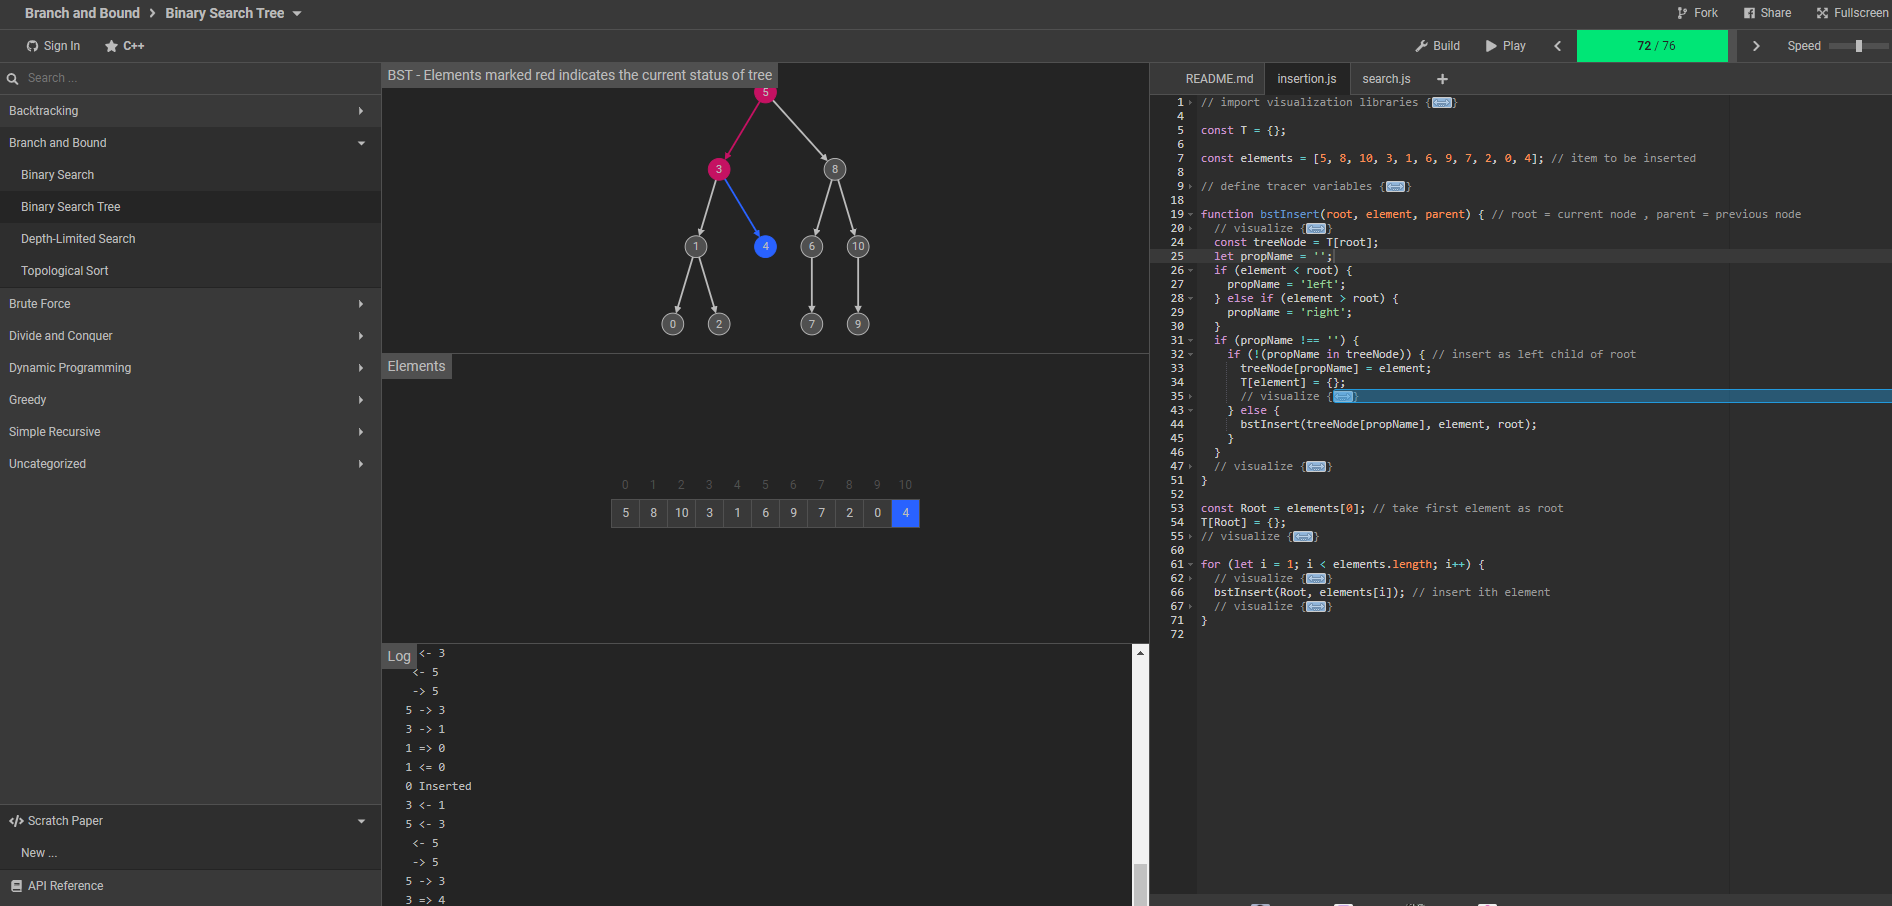 Branch and Bound > Binary Search Tree
Fork
Share
Fullscreen
Sign In
C++
Build
Play
72 / 76
Speed
Search ...
Backtracking
Branch and Bound
Binary Search
Binary Search Tree
Depth-Limited Search
Topological Sort
Brute Force
Divide and Conquer
Dynamic Programming
Greedy
Simple Recursive
Uncategorized
Scratch Paper
New ...
API Reference
BST - Elements marked red indicates the current status of tree
5
3 8
1 4 6 10
0 2 7 9
Elements
0 1 2 3 4 5 6 7 8 9 10
5 8 10 3 1 6 9 7 2 0 4
Log
<- 3
<- 5
-> 5
5 -> 3
3 -> 1
1 => 0
1 <= 0
0 Inserted
3 <- 1
5 <- 3
<- 5
-> 5
5 -> 3
3 => 4
README.md
insertion.js
search.js
+
1 // import visualization libraries {
4
5 const T = {};
6
7 const elements = [5, 8, 10, 3, 1, 6, 9, 7, 2, 0, 4]; // item to be inserted
8
9 // define tracer variables {}
18
19 function bstInsert(root, element, parent) { // root = current node , parent = previous node
20 // visualize {}
24 const treeNode = T[root];
25 let propName = '';
26 if (element < root) {
27 propName = 'left';
28 } else if (element > root) {
29 propName = 'right';
30 }
31 if (propName !== '') {
32 if (!(propName in treeNode)) { // insert as left child of root
33 treeNode[propName] = element;
34 T[element] = {};
35 // visualize {}
43 } else {
44 bstInsert(treeNode[propName], element, root);
45 }
46 }
47 // visualize {}
51 }
52
53 const Root = elements[0]; // take first element as root
54 T[Root] = {};
55 // visualize {}
60
61 for (let i = 1; i < elements.length; i++) {
62 // visualize {}
66 bstInsert(Root, elements[i]); // insert ith element
67 // visualize {}
71 }
72